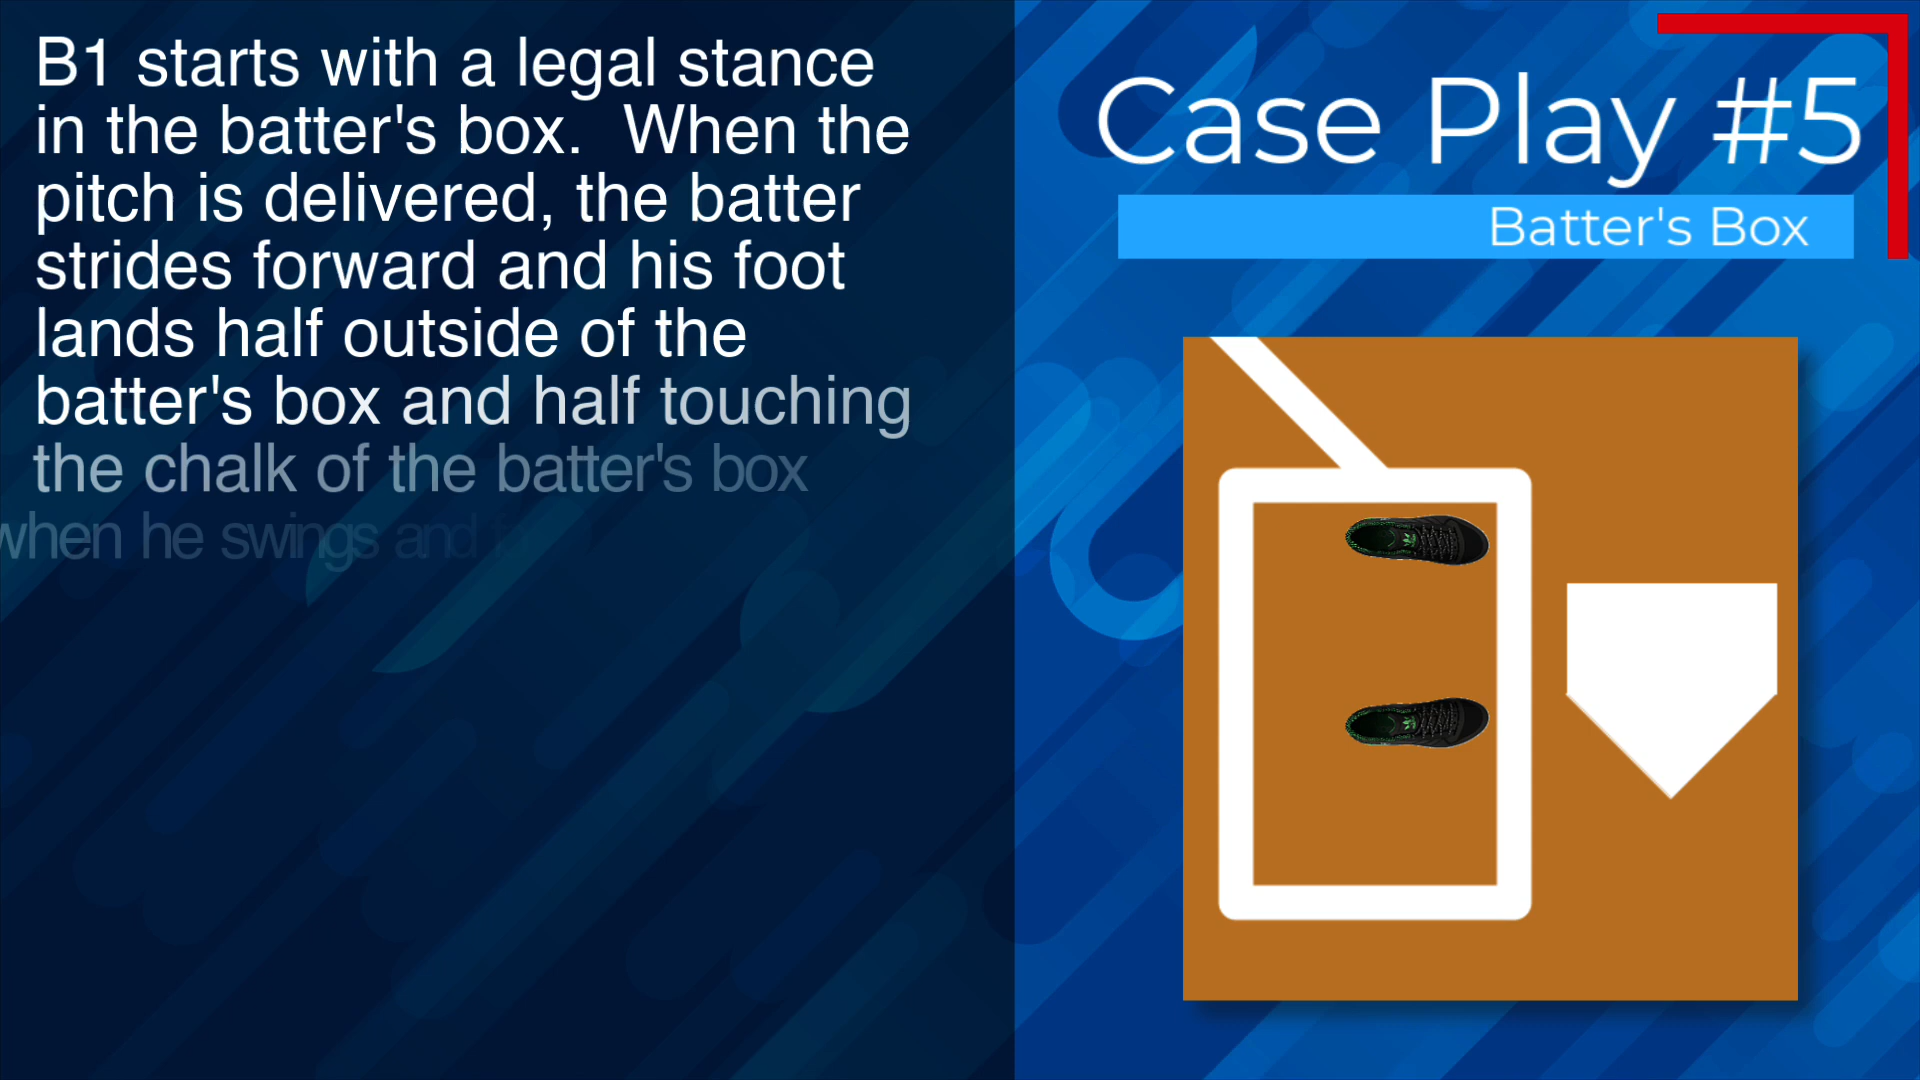 B1 starts with a legal stance
in the batter's box.  When the
pitch is delivered, the batter
strides forward and his foot
lands half outside of the
batter's box and half touching
the chalk of the batter's box
when he swings and
Case Play #5
Batter's Box